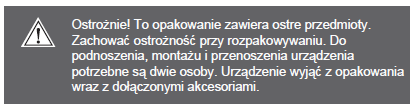 Ostrożnie! To opakowanie zawiera ostre przedmioty.
Zachować ostrożność przy rozpakowywaniu. Do
podnoszenia, montażu i przenoszenia urządzenia
potrzebne są dwie osoby. Urządzenie wyjąć z opakowania
wraz z dołączonymi akcesoriami.